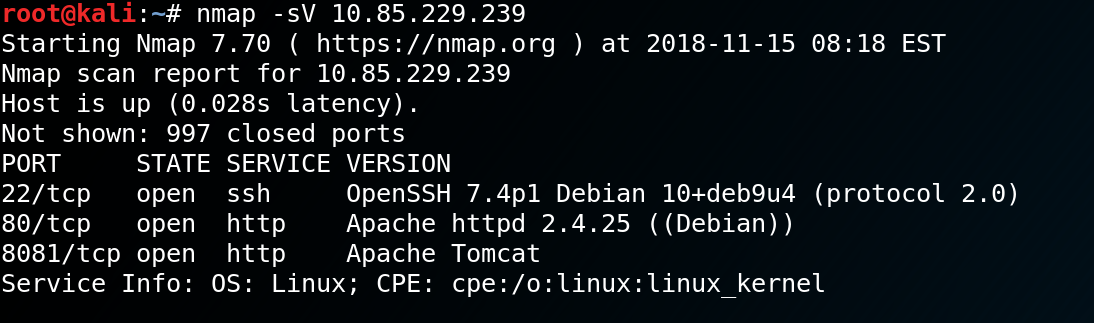 root@kali:~# nmap -sV 10.85.229.239
Starting Nmap 7.70 ( https://nmap.org ) at 2018-11-15 08:18 EST
Nmap scan report for 10.85.229.239
Host is up (0.028s latency).
Not shown: 997 closed ports
PORT     STATE SERVICE VERSION
22/tcp   open  ssh     OpenSSH 7.4p1 Debian 10+deb9u4 (protocol 2.0)
80/tcp   open  http    Apache httpd 2.4.25 ((Debian))
8081/tcp open  http    Apache Tomcat
Service Info: OS: Linux; CPE: cpe:/o:linux:linux_kernel